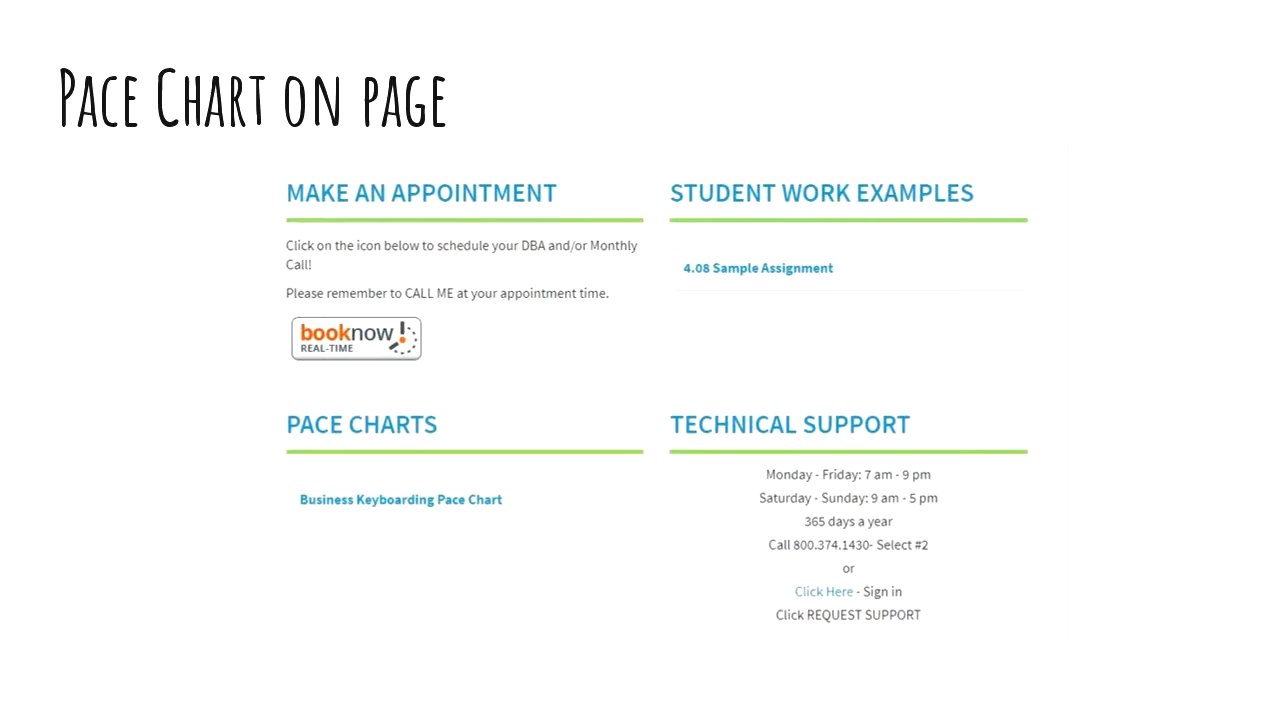 Pace Chart on page
MAKE AN APPOINTMENT
Click on the icon below to schedule your DBA and/or Monthly
Call!
Please remember to CALL ME at your appointment time.
booknow
REAL-TIME
STUDENT WORK EXAMPLES
4.08 Sample Assignment
PACE CHARTS
Business Keyboarding Pace Chart
TECHNICAL SUPPORT
Monday - Friday: 7 am - 9 pm
Saturday - Sunday: 9 am - 5 pm
365 days a year
Call 800.374.1430- Select #2
or
Click Here - Sign in
Click REQUEST SUPPORT